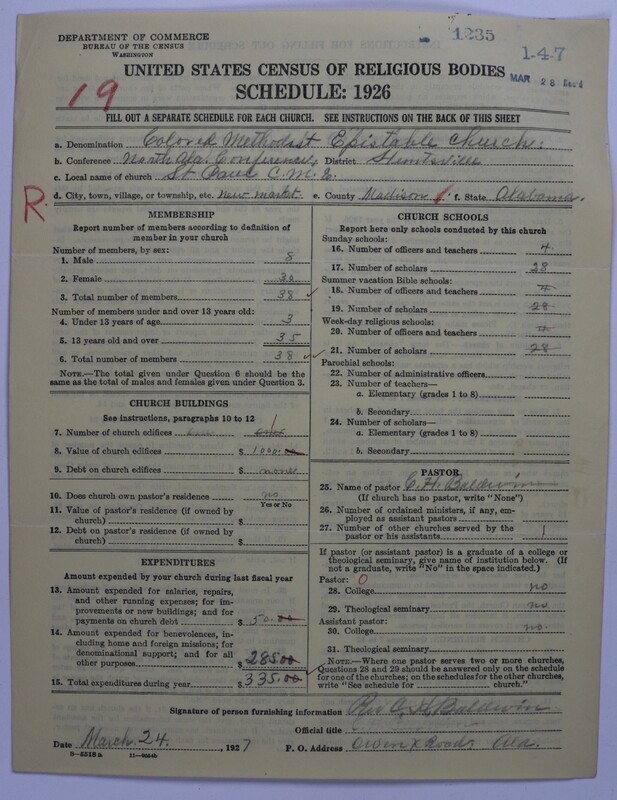 DEPARTMENT OF COMMERCE
BUREAU OF THE CENSUS
WASHINGTON
1235
1-4-7
MAR 28 Rec'd
UNITED STATES CENSUS OF RELIGIOUS BODIES
SCHEDULE: 1926
19
FILL OUT A SEPARATE SCHEDULE FOR EACH CHURCH. SEE INSTRUCTIONS ON THE BACK OF THIS SHEET
a. Denomination Colored Methodist Epistable Church.
b. Conference North Ala. Conference, District Huntsville
c. Local name of church St Paul C. M. E.
R.
d. City, town, village, or township, etc. New Market. e. County Madison f. State Alabama.
MEMBERSHIP
Report number of members according to definition of
member in your church
Number of members, by sex:
1. Male 8
2. Female 30
3. Total number of members 38
Number of members under and over 13 years old:
4. Under 13 years of age 3
5. 13 years old and over 35
6. Total number of members 38
NOTE.—The total given under Question 6 should be
the same as the total of males and females given under Question 3.
CHURCH BUILDINGS
See instructions, paragraphs 10 to 12
7. Number of church edifices 1
8. Value of church edifices $ 1000.00
9. Debt on church edifices $ none
10. Does church own pastor's residence no
Yes or No
11. Value of pastor's residence (if owned by
church) $
12. Debt on pastor's residence (if owned by
church) $
EXPENDITURES
Amount expended by your church during last fiscal year
13. Amount expended for salaries, repairs,
and other running expenses; for im-
provements or new buildings; and for
payments on church debt $ 50.00
14. Amount expended for benevolences,
including home and foreign missions; for
denominational support; and for all
other purposes $ 285.00
15. Total expenditures during year $ 335.00
CHURCH SCHOOLS
Report here only schools conducted by this church
Sunday schools:
16. Number of officers and teachers 4.
17. Number of scholars 28
Summer vacation Bible schools:
18. Number of officers and teachers 4
19. Number of scholars 28
Week-day religious schools:
20. Number of officers and teachers 4
21. Number of scholars 28
Parochial schools:
22. Number of administrative officers
23. Number of teachers—
a. Elementary (grades 1 to 8)
b. Secondary
24. Number of scholars—
a. Elementary (grades 1 to 8)
b. Secondary
PASTOR
25. Name of pastor C. H. Baldwin
(If church has no pastor, write "None")
26. Number of ordained ministers, if any, em-
ployed as assistant pastors
27. Number of other churches served by the
pastor or his assistants 1
If pastor (or assistant pastor) is a graduate of a college or
theological seminary, give name of institution below. (If
not a graduate, write "No" in the space indicated.)
Pastor: 0
28. College no
29. Theological seminary no.
Assistant pastor:
30. College no.
31. Theological seminary
NOTE.—Where one pastor serves two or more churches,
Questions 28 and 29 should be answered only on the schedule
for one of the churches; on the schedules for the other churches,
write "See schedule for church."
Signature of person furnishing information Rev C. H. Baldwin
Official title
Date March. 24. , 1927 P. O. Address Owen X Roads Ala.
8-5518a 11-9024b